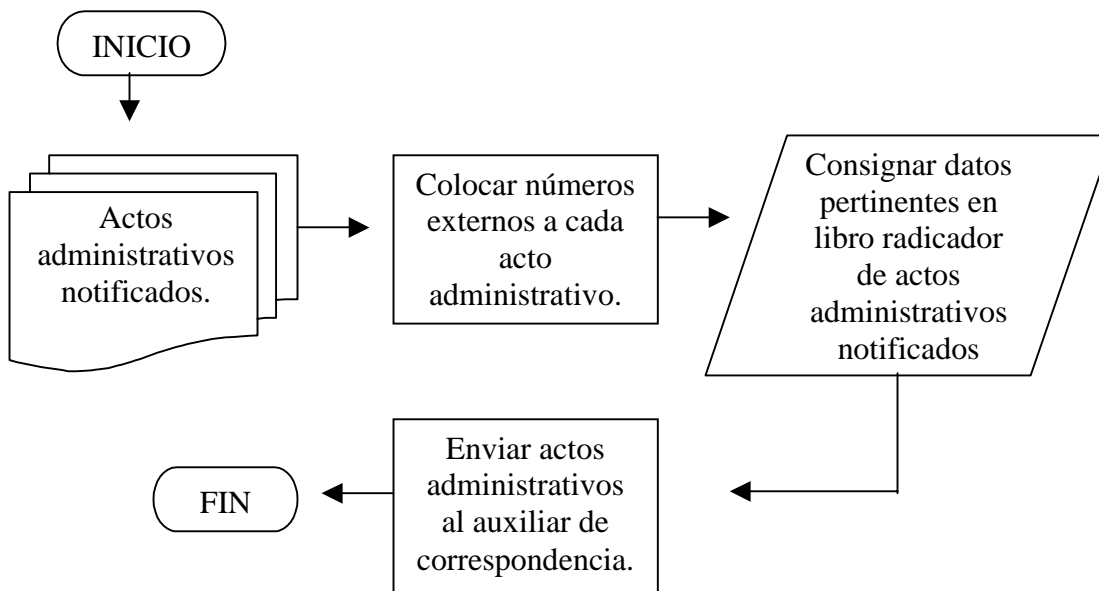 INICIO
Actos
administrativos
notificados.
Colocar números
externos a cada
acto
administrativo.
Consignar datos
pertinentes en
libro radicador
de actos
administrativos
notificados
Enviar actos
administrativos
al auxiliar de
correspondencia.
FIN